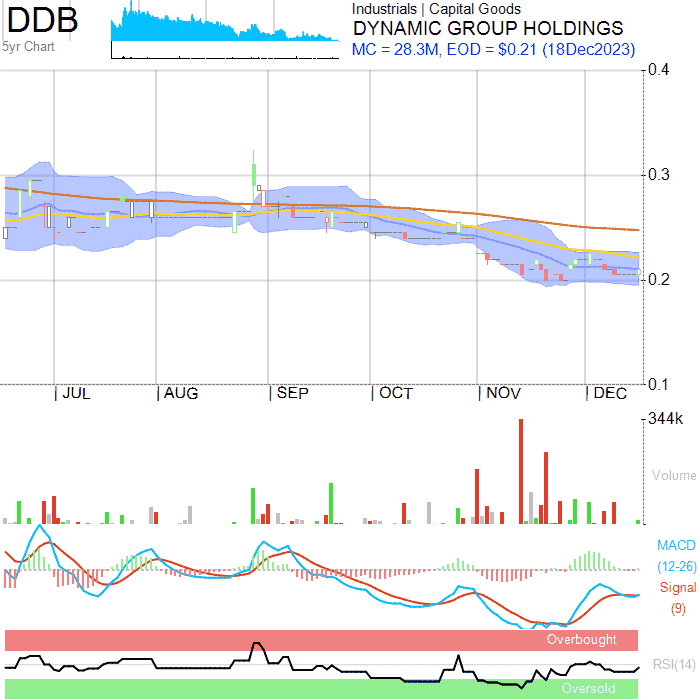 DDB
5yr Chart
Industrials | Capital Goods
DYNAMIC GROUP HOLDINGS
MC = 28.3M, EOD = $0.21 (18Dec2023)
0.4
0.3
0.2
0.1
| JUL | AUG | SEP | OCT | NOV | DEC
344k
Volume
MACD
(12-26)
Signal
(9)
Overbought
RSI(14)
Oversold